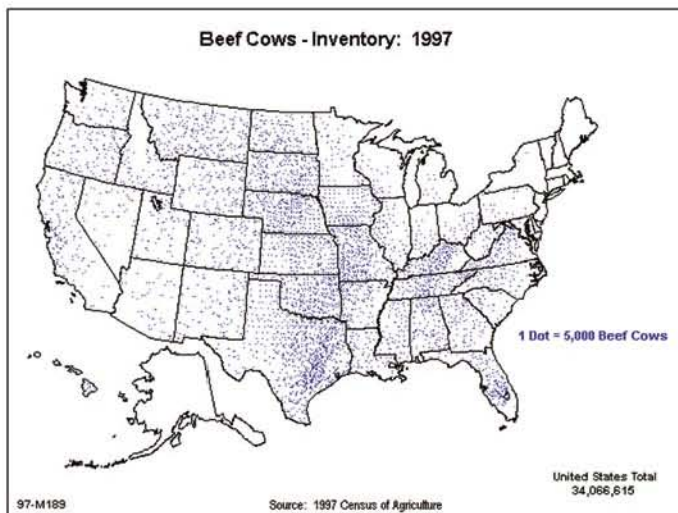 Beef Cows - Inventory: 1997
1 Dot = 5,000 Beef Cows
United States Total
34,066,615
97-M189
Source: 1997 Census of Agriculture